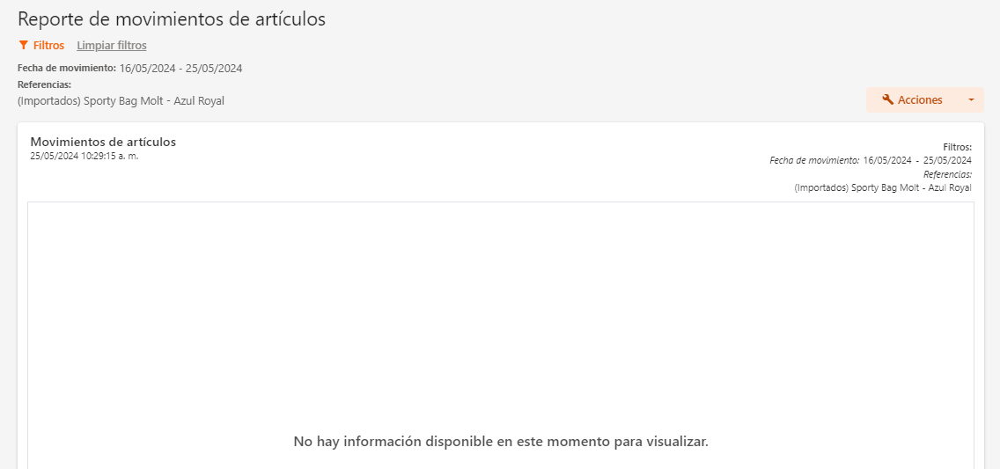 Reporte de movimientos de artículos
Filtros Limpiar filtros
Fecha de movimiento: 16/05/2024 - 25/05/2024
Referencias:
(Importados) Sporty Bag Molt - Azul Royal
Acciones
Movimientos de artículos
25/05/2024 10:29:15 a. m.
Filtros:
Fecha de movimiento: 16/05/2024 - 25/05/2024
Referencias:
(Importados) Sporty Bag Molt - Azul Royal
No hay información disponible en este momento para visualizar.